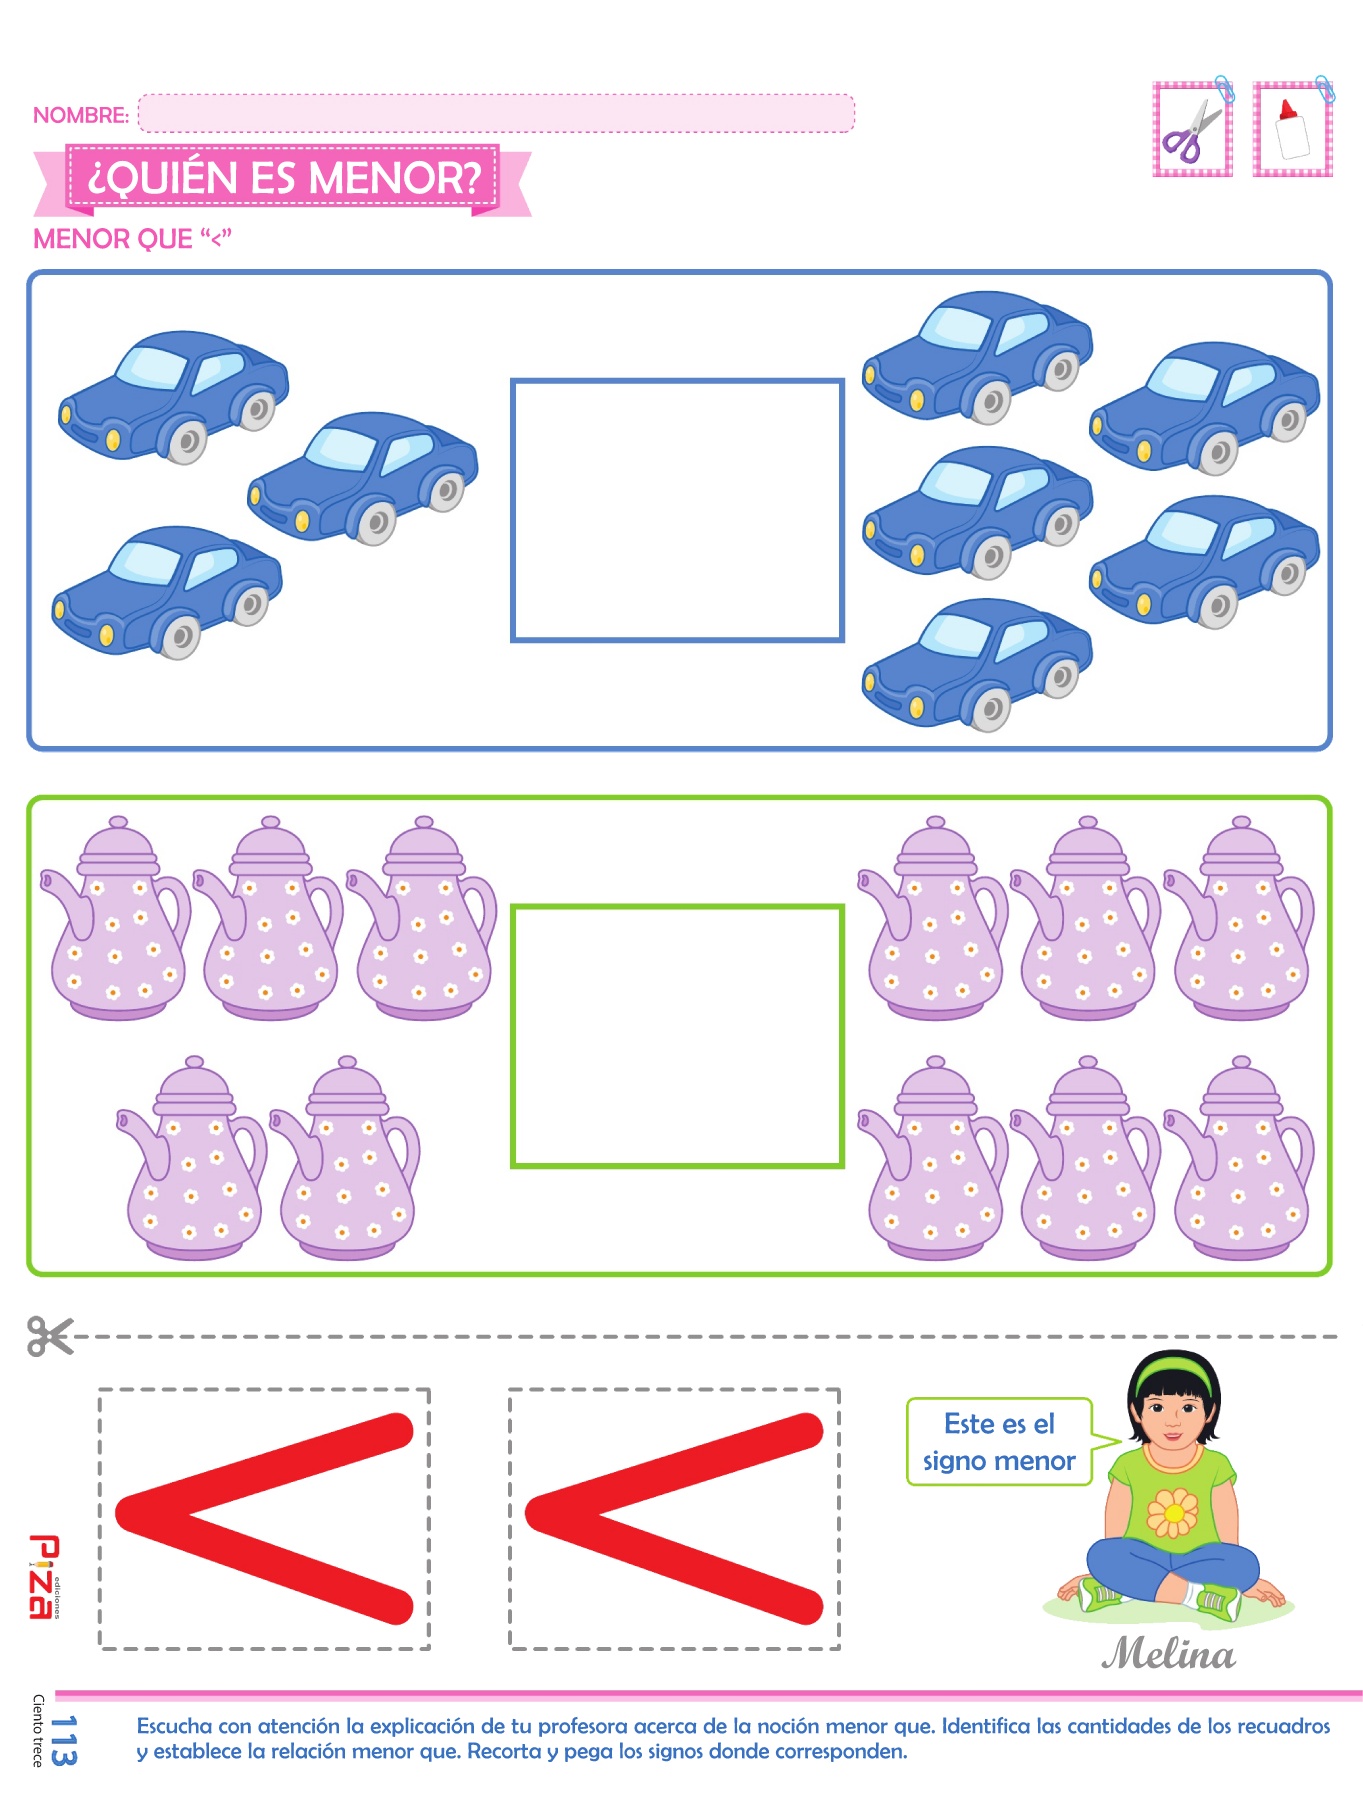 NOMBRE:
¿QUIÉN ES MENOR?
MENOR QUE “<”
<
<
Este es el
signo menor
Melina
PIZA
ediciones
113
Ciento trece
Escucha con atención la explicación de tu profesora acerca de la noción menor que. Identifica las cantidades de los recuadros
y establece la relación menor que. Recorta y pega los signos donde corresponden.